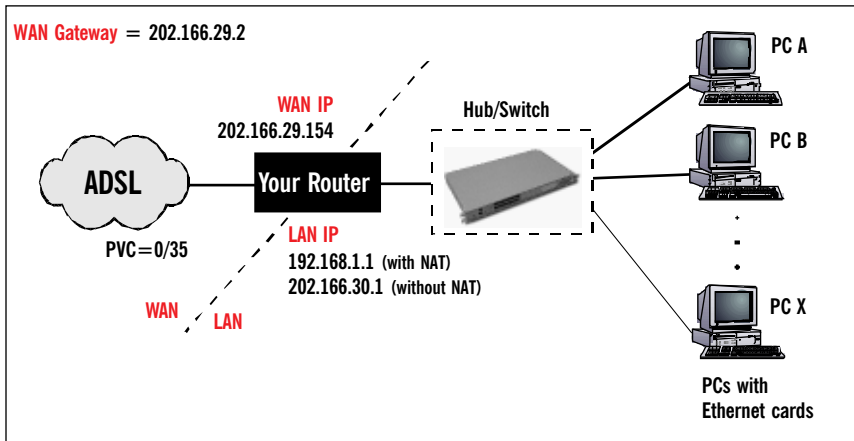 WAN Gateway = 202.166.29.2
PC A
WAN IP
202.166.29.154
Hub/Switch
PC B
ADSL
Your Router
PVC=0/35
LAN IP
192.168.1.1 (with NAT)
202.166.30.1 (without NAT)
WAN
LAN
PC X
PCs with
Ethernet cards